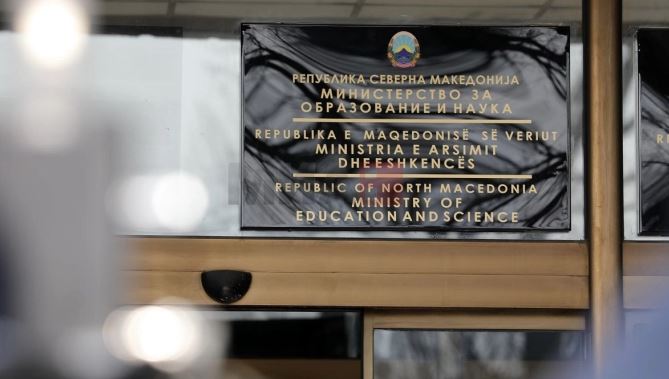 РЕПУБЛИКА СЕВЕРНА МАКЕДОНИЈА
МИНИСТЕРСТВО ЗА
ОБРАЗОВАНИЕ И НАУКА
REPUBLIKA E MAQEDONISË SË VERIUT
MINISTRIA E ARSIMIT
DHE ESHKENCËS
REPUBLIC OF NORTH MACEDONIA
MINISTRY OF
EDUCATION AND SCIENCE